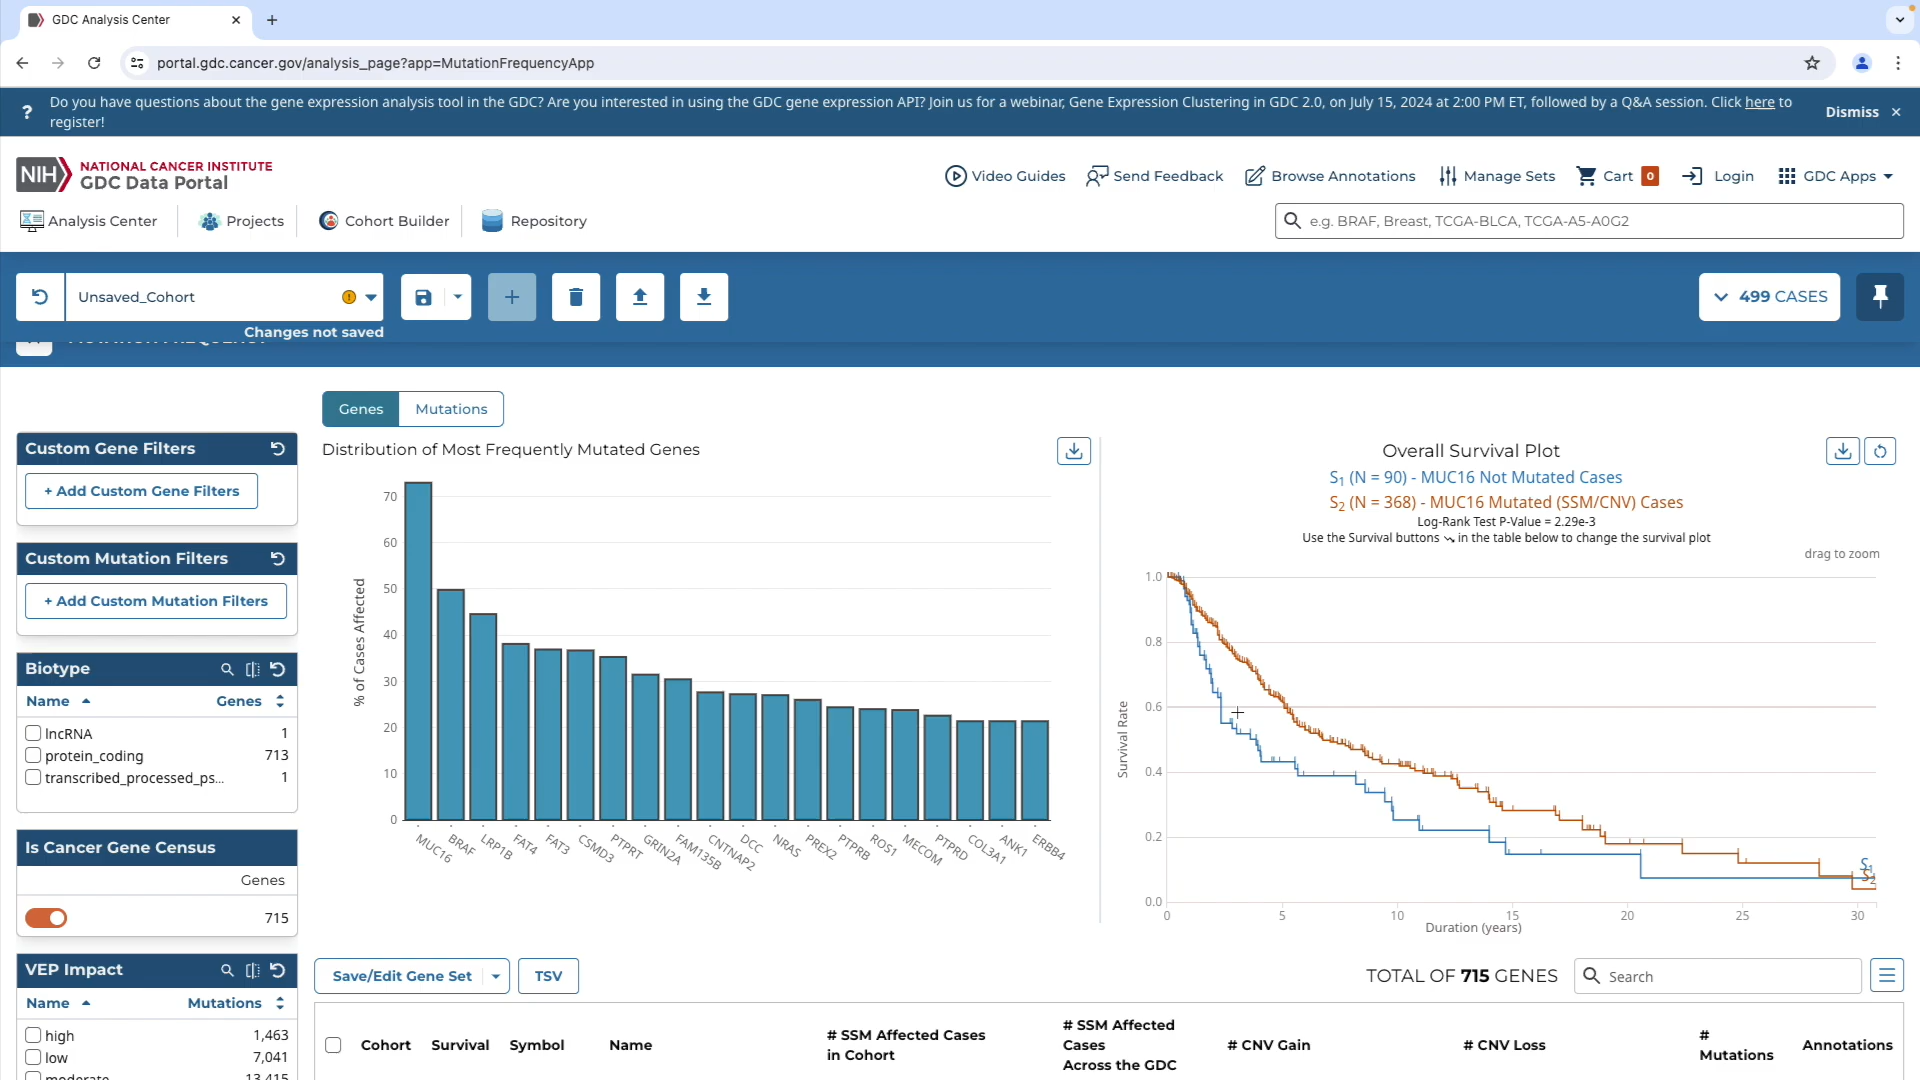 GDC Analysis Center
portal.gdc.cancer.gov/analysis_page?app=MutationFrequencyApp
Do you have questions about the gene expression analysis tool in the GDC? Are you interested in using the GDC gene expression API? Join us for a webinar, Gene Expression Clustering in GDC 2.0, on July 15, 2024 at 2:00 PM ET, followed by a Q&A session. Click here to
register!
Dismiss
NIH
NATIONAL CANCER INSTITUTE
GDC Data Portal
Video Guides
Send Feedback
Browse Annotations
Manage Sets
Cart 0
Login
GDC Apps
Analysis Center
Projects
Cohort Builder
Repository
e.g. BRAF, Breast, TCGA-BLCA, TCGA-A5-A0G2
Unsaved_Cohort
Changes not saved
499 CASES
MUTATION FREQUENCY
Genes
Mutations
Custom Gene Filters
+ Add Custom Gene Filters
Custom Mutation Filters
+ Add Custom Mutation Filters
Biotype
Name Genes
lncRNA 1
protein_coding 713
transcribed_processed_ps... 1
Is Cancer Gene Census
Genes
715
VEP Impact
Name Mutations
high 1,463
low 7,041
moderate 13,415
Distribution of Most Frequently Mutated Genes
% of Cases Affected
70
60
50
40
30
20
10
0
MUC16
BRAF
LRP1B
FAT4
FAT3
CSMD3
PTPRT
GRIN2A
FAM135B
CNTNAP2
DCC
NRAS
PREX2
PTPRB
ROS1
MECOM
PTPRD
COL3A1
ANK1
ERBB4
Overall Survival Plot
S1 (N = 90) - MUC16 Not Mutated Cases
S2 (N = 368) - MUC16 Mutated (SSM/CNV) Cases
Log-Rank Test P-Value = 2.29e-3
Use the Survival buttons in the table below to change the survival plot
drag to zoom
Survival Rate
1.0
0.8
0.6
0.4
0.2
0.0
S1
S2
0 5 10 15 20 25 30
Duration (years)
Save/Edit Gene Set
TSV
TOTAL OF 715 GENES
Search
Cohort
Survival
Symbol
Name
# SSM Affected Cases
in Cohort
# SSM Affected
Cases
Across the GDC
# CNV Gain
# CNV Loss
#
Mutations
Annotations